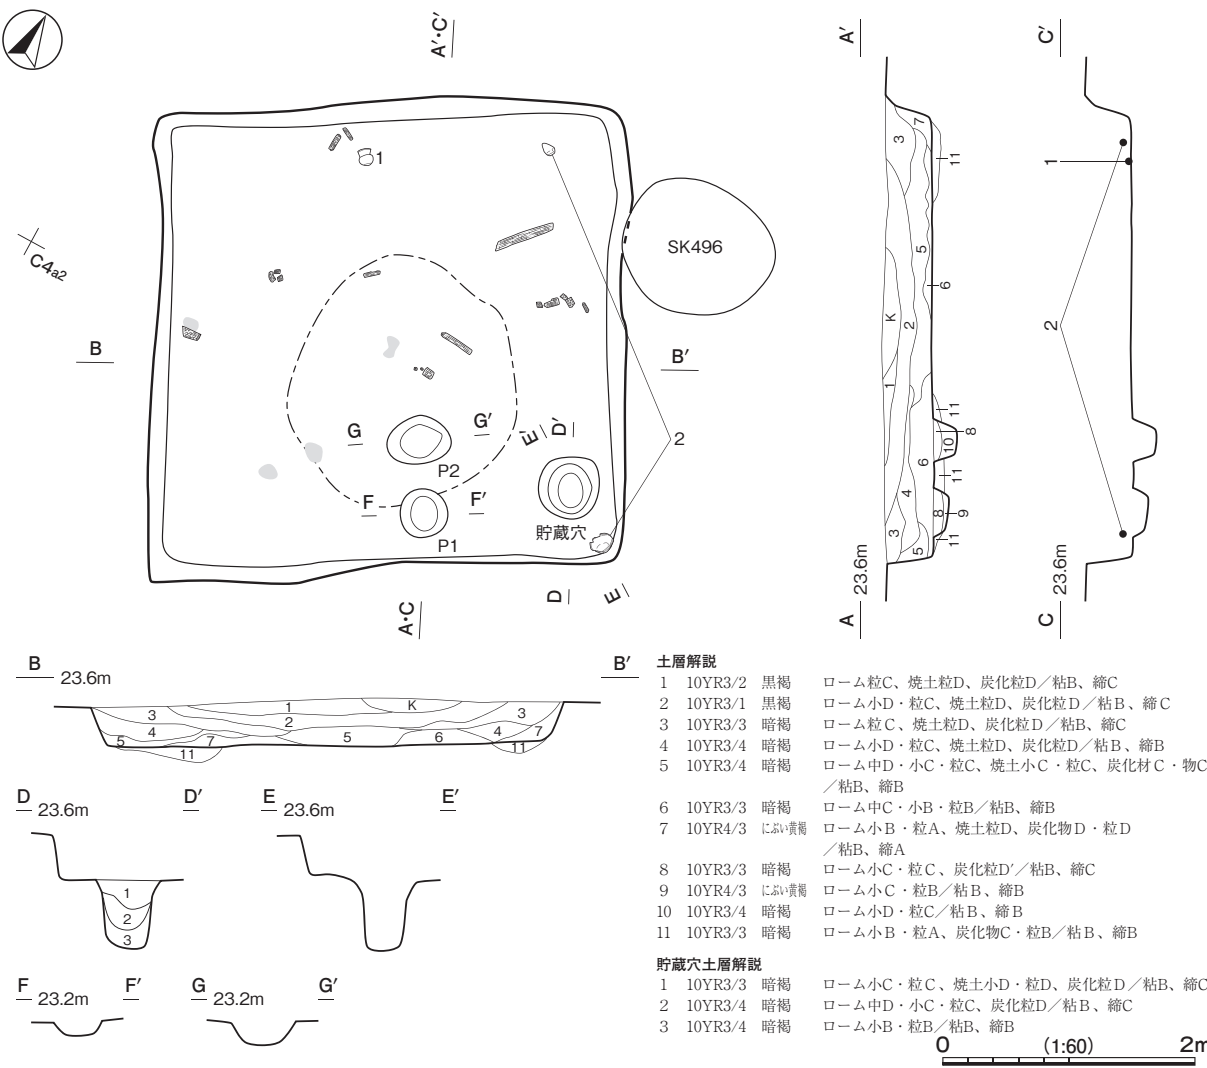 A′・C′
A′
C′
1
SK496
C4a2
B
B′
2
G
G′
E′
D′
P2
F
F′
貯蔵穴
P1
A・C
D
E
7
3
11
5
6
K
2
1
11
8
10
6
11
4
8
9
3
5
11
A
23.6m
1
2
C
23.6m
B
23.6m
B′
1
K
3
2
3
4
5
7
5
6
4
7
11
11
D
23.6m
D′
E
23.6m
E′
1
2
3
F
23.2m
F′
G
23.2m
G′
土層解説
1 10YR3/2 黒褐 ローム粒C、焼土粒D、炭化粒D／粘B、締C
2 10YR3/1 黒褐 ローム小D・粒C、焼土粒D、炭化粒D／粘B、締C
3 10YR3/3 暗褐 ローム粒C、焼土粒D、炭化粒D／粘B、締C
4 10YR3/4 暗褐 ローム小D・粒C、焼土粒D、炭化粒D／粘B、締B
5 10YR3/4 暗褐 ローム中D・小C・粒C、焼土小C・粒C、炭化材C・物C
／粘B、締B
6 10YR3/3 暗褐 ローム中C・小B・粒B／粘B、締B
7 10YR4/3 にぶい黄褐 ローム小B・粒A、焼土粒D、炭化物D・粒D
／粘B、締A
8 10YR3/3 暗褐 ローム小C・粒C、炭化粒D′／粘B、締C
9 10YR4/3 にぶい黄褐 ローム小C・粒B／粘B、締B
10 10YR3/4 暗褐 ローム小D・粒C／粘B、締B
11 10YR3/3 暗褐 ローム小B・粒A、炭化物C・粒B／粘B、締B
貯蔵穴土層解説
1 10YR3/3 暗褐 ローム小C・粒C、焼土小D・粒D、炭化粒D／粘B、締C
2 10YR3/4 暗褐 ローム中D・小C・粒C、炭化粒D／粘B、締C
3 10YR3/4 暗褐 ローム小B・粒B／粘B、締B
0 (1:60) 2m